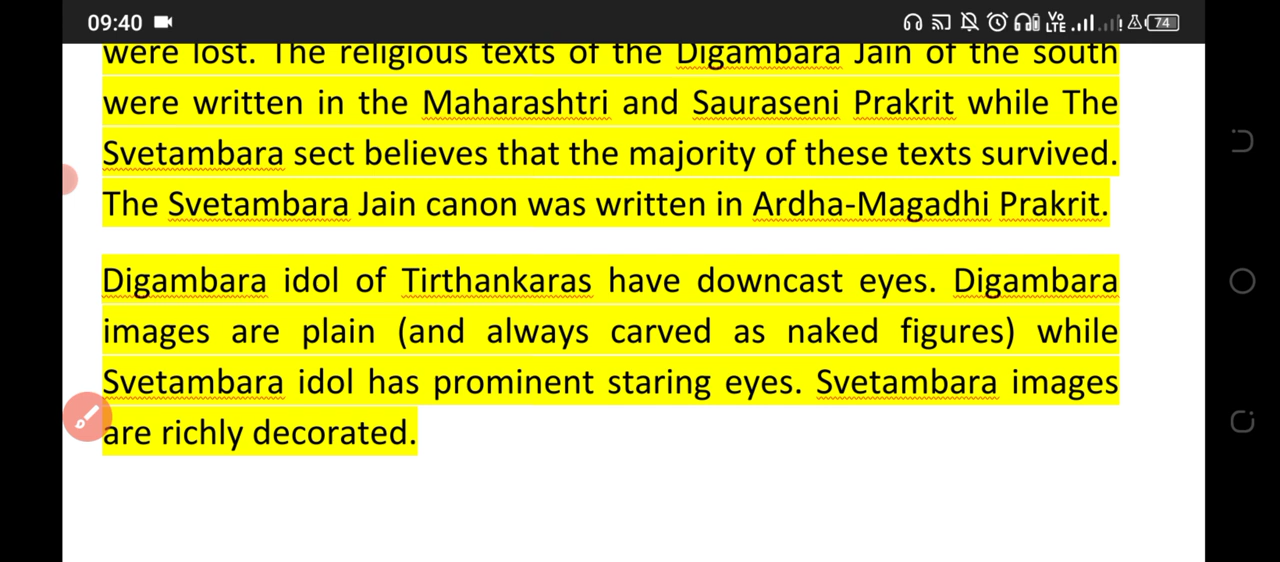 09:40
Vo
LTE
74
were lost. The religious texts of the Digambara Jain of the south
were written in the Maharashtri and Sauraseni Prakrit while The
Svetambara sect believes that the majority of these texts survived.
The Svetambara Jain canon was written in Ardha-Magadhi Prakrit.
Digambara idol of Tirthankaras have downcast eyes. Digambara
images are plain (and always carved as naked figures) while
Svetambara idol has prominent staring eyes. Svetambara images
are richly decorated.